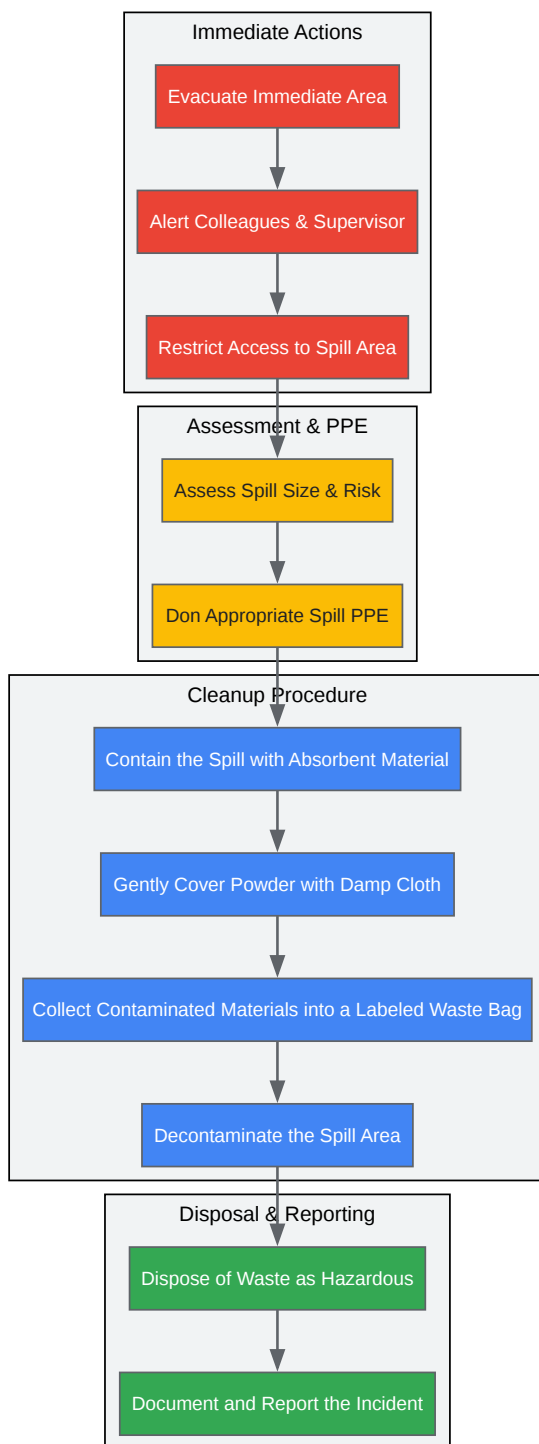 Immediate Actions
Evacuate Immediate Area
Alert Colleagues & Supervisor
Restrict Access to Spill Area
Assessment & PPE
Assess Spill Size & Risk
Don Appropriate Spill PPE
Cleanup Procedure
Contain the Spill with Absorbent Material
Gently Cover Powder with Damp Cloth
Collect Contaminated Materials into a Labeled Waste Bag
Decontaminate the Spill Area
Disposal & Reporting
Dispose of Waste as Hazardous
Document and Report the Incident